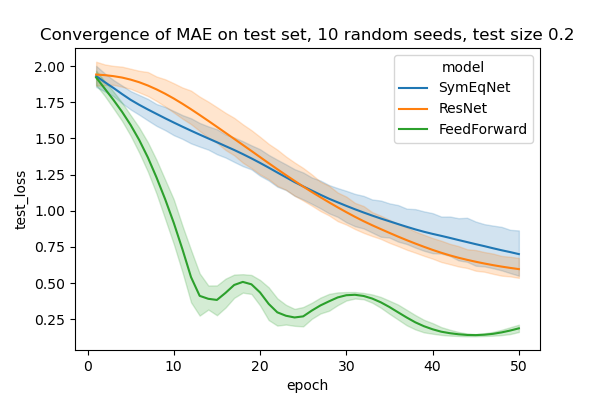 Convergence of MAE on test set, 10 random seeds, test size 0.2
model
SymEqNet
ResNet
FeedForward
test_loss
2.00
1.75
1.50
1.25
1.00
0.75
0.50
0.25
0 10 20 30 40 50
epoch